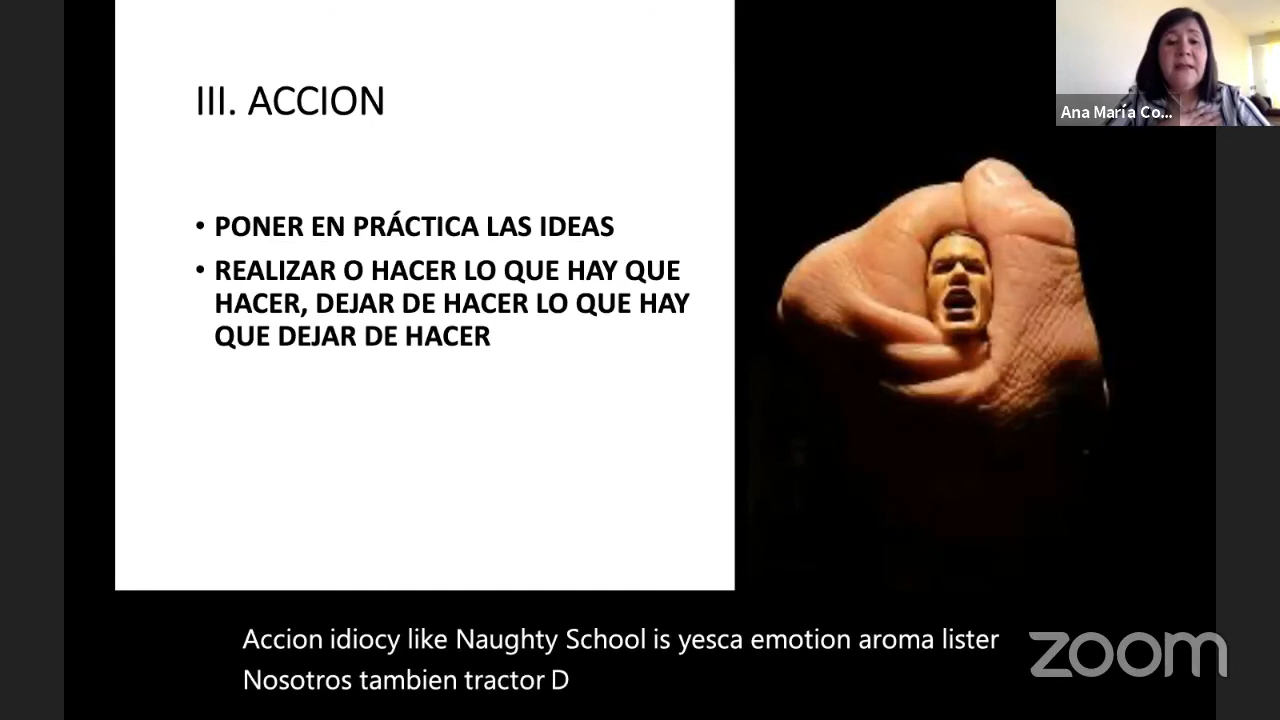 III. ACCION
• PONER EN PRÁCTICA LAS IDEAS
• REALIZAR O HACER LO QUE HAY QUE
HACER, DEJAR DE HACER LO QUE HAY
QUE DEJAR DE HACER
Ana María Co...
Accion idiocy like Naughty School is yesca emotion aroma lister
Nosotros tambien tractor D
zoom